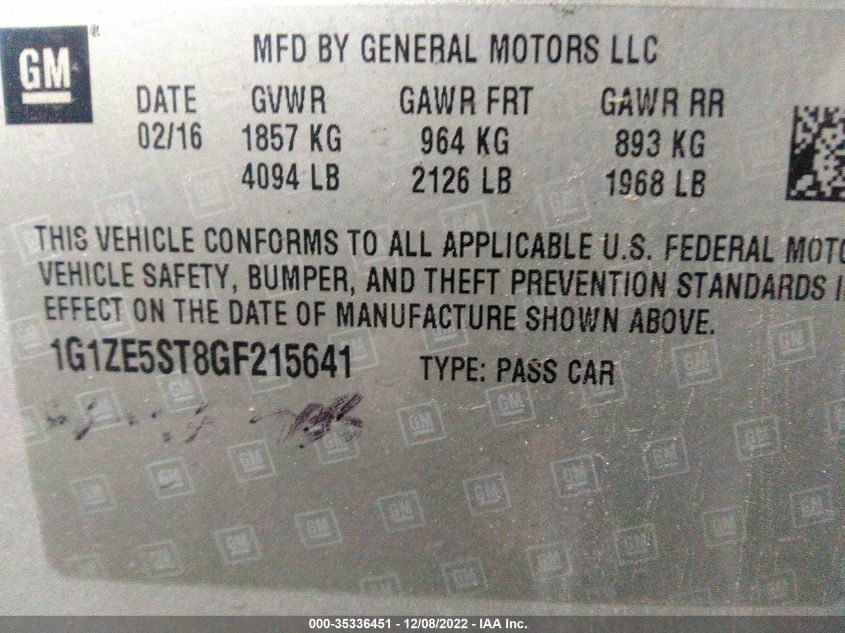 GM ®
MFD BY GENERAL MOTORS LLC
DATE GVWR GAWR FRT GAWR RR
02/16 1857 KG 964 KG 893 KG
4094 LB 2126 LB 1968 LB
THIS VEHICLE CONFORMS TO ALL APPLICABLE U.S. FEDERAL MOTO
VEHICLE SAFETY, BUMPER, AND THEFT PREVENTION STANDARDS I
EFFECT ON THE DATE OF MANUFACTURE SHOWN ABOVE.
1G1ZE5ST8GF215641 TYPE: PASS CAR
000-35336451 - 12/08/2022 - IAA Inc.